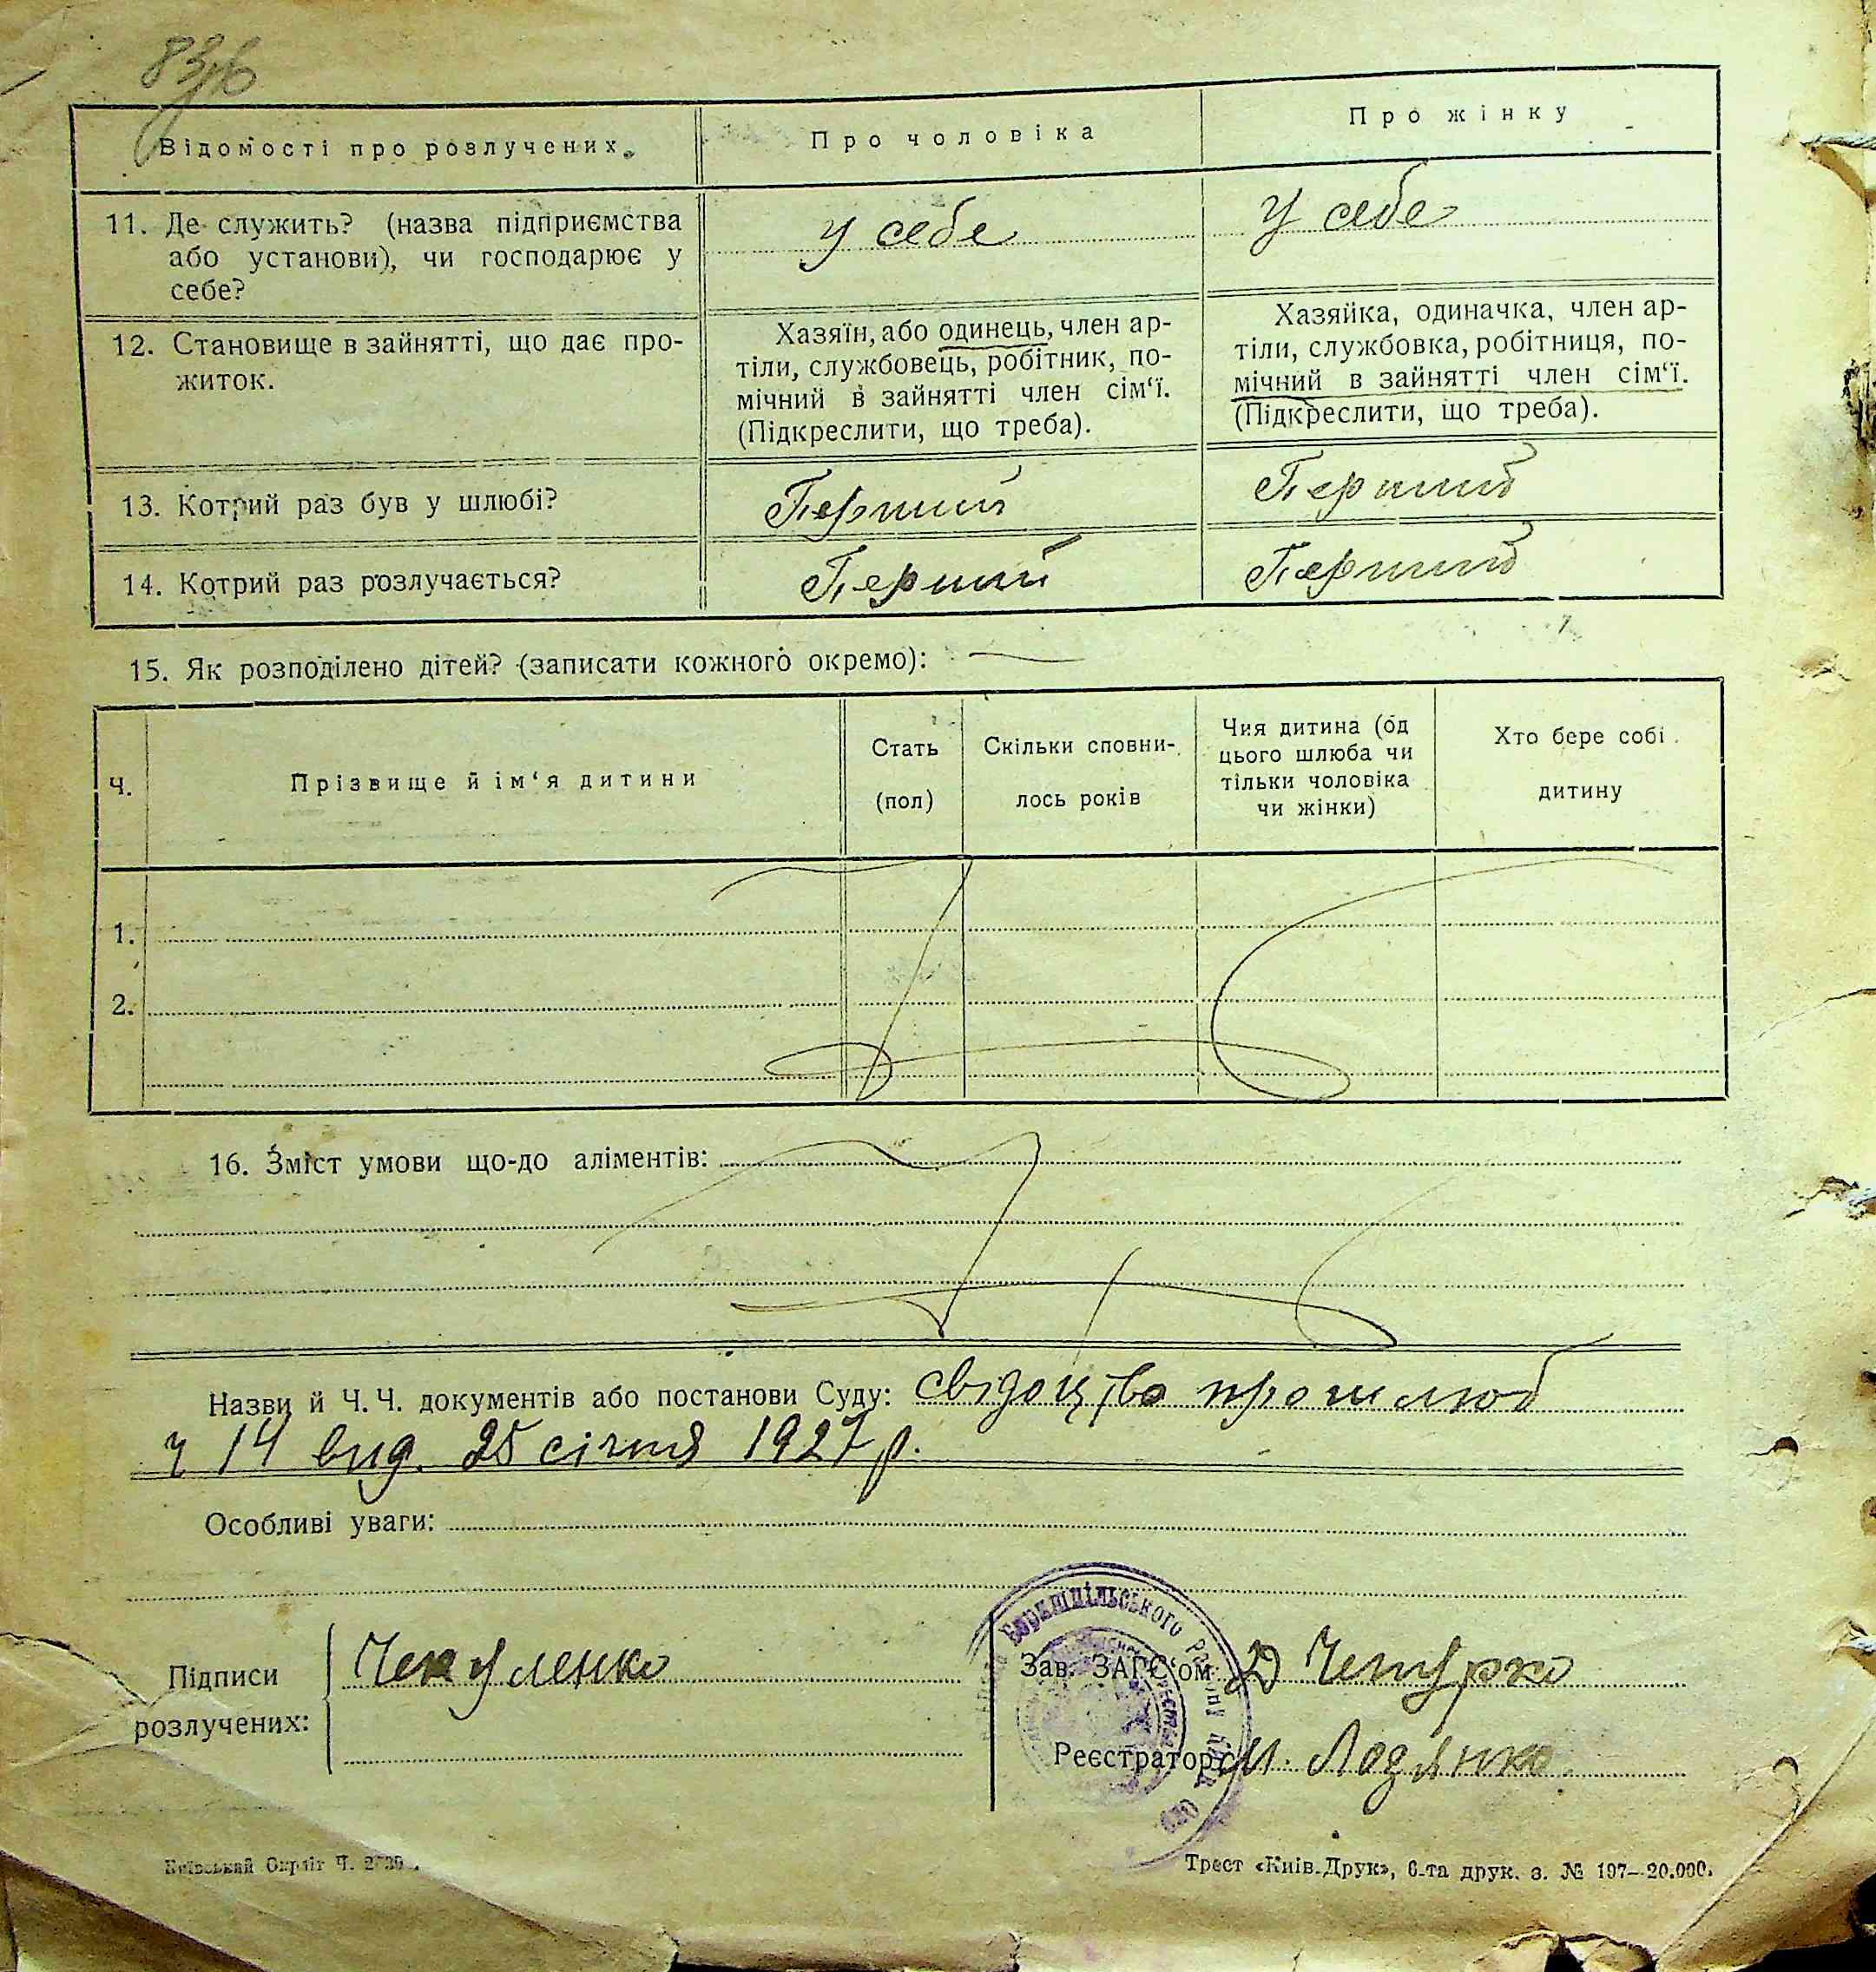 83
Відомості про розлучених.
Про чоловіка
Про жінку
11. Де служить? (назва підприємства
або установи), чи господарює у
себе?
у себе
у себе
12. Становище в зайнятті, що дає про-
житок.
Хазяїн, або одинець, член ар-
тіли, службовець, робітник, по-
мічний в зайнятті член сім‘ї.
(Підкреслити, що треба).
Хазяйка, одиначка, член ар-
тіли, службовка, робітниця, по-
мічний в зайнятті член сім‘ї.
(Підкреслити, що треба).
13. Котрий раз був у шлюбі?
Перший
Перший
14. Котрий раз розлучається?
Перший
Перший
15. Як розподілено дітей? (записати кожного окремо): —
Ч.
Прізвище й ім‘я дитини
Стать
(пол)
Скільки сповни-
лось років
Чия дитина (од
цього шлюба чи
тільки чоловіка
чи жінки)
Хто бере собі
дитину
1.
2.
16. Зміст умови що-до аліментів:
Назви й Ч. Ч. документів або постанови Суду: свідоцтво про шлюб
ч 14 вид. 25 січня 1927 р.
Особливі уваги:
Підписи
розлучених:
Чекуленко
Бориспільського
Зав. ЗАГС‘ом
Реєстратор
Київський Окрліт Ч.
Трест «Київ-Друк», 6-та друк. з. № 197—20.000.